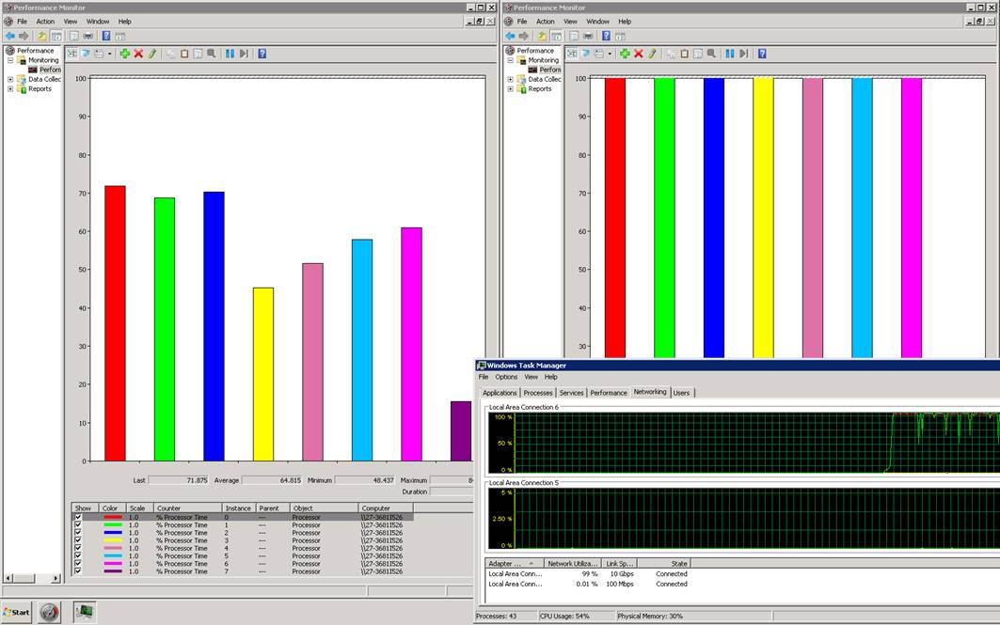 Performance Monitor
File Action View Window Help
Performance
Monitoring
Perform
Data Collec
Reports
100
90
80
70
60
50
40
30
20
10
0
Last 71.875 Average 64.815 Minimum 48.437 Maximum
Duration
Show Color Scale Counter Instance Parent Object Computer
1.0 % Processor Time 0 --- Processor \\27-3681I526
1.0 % Processor Time 1 --- Processor \\27-3681I526
1.0 % Processor Time 2 --- Processor \\27-3681I526
1.0 % Processor Time 3 --- Processor \\27-3681I526
1.0 % Processor Time 4 --- Processor \\27-3681I526
1.0 % Processor Time 5 --- Processor \\27-3681I526
1.0 % Processor Time 6 --- Processor \\27-3681I526
1.0 % Processor Time 7 --- Processor \\27-3681I526
Start
Performance Monitor
File Action View Window Help
Performance
Monitoring
Perform
Data Collec
Reports
100
90
80
70
60
50
40
30
Windows Task Manager
File Options View Help
Applications Processes Services Performance Networking Users
Local Area Connection 6
100 %
50 %
0 %
Local Area Connection 5
5 %
2.50 %
0 %
Adapter ... Network Utiliza... Link Sp... State
Local Area Conn... 99 % 10 Gbps Connected
Local Area Conn... 0.01 % 100 Mbps Connected
Processes: 43 CPU Usage: 54% Physical Memory: 30%